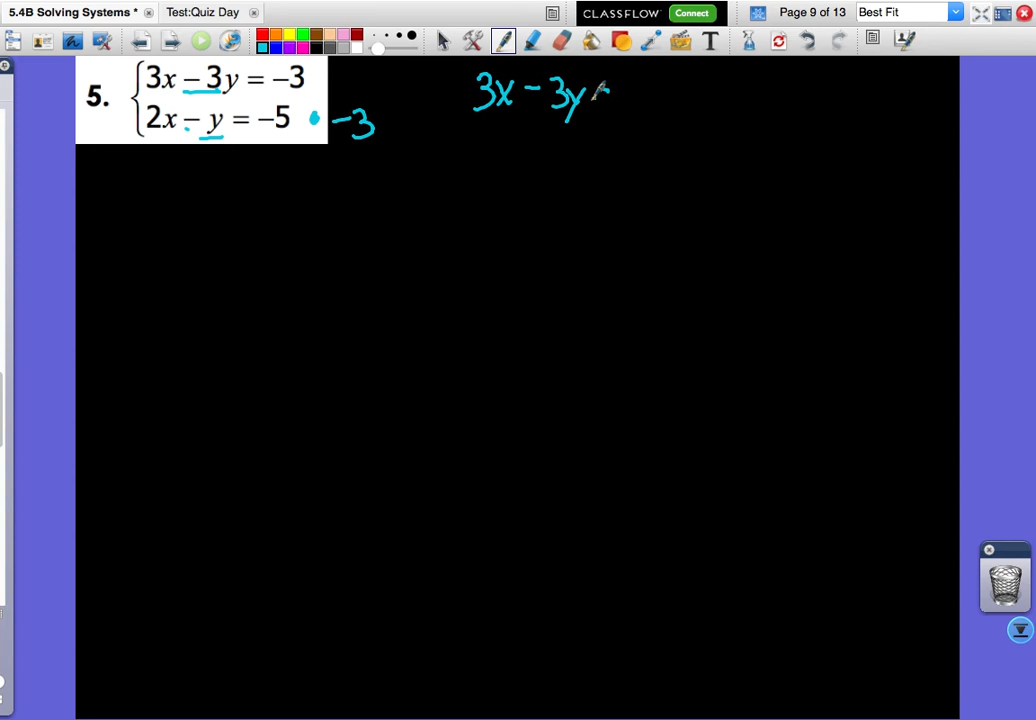 5.4B Solving Systems *
Test:Quiz Day
CLASSFLOW Connect
Page 9 of 13
Best Fit
T
5.
3x − 3y = −3
2x − y = −5
• −3
3x − 3y